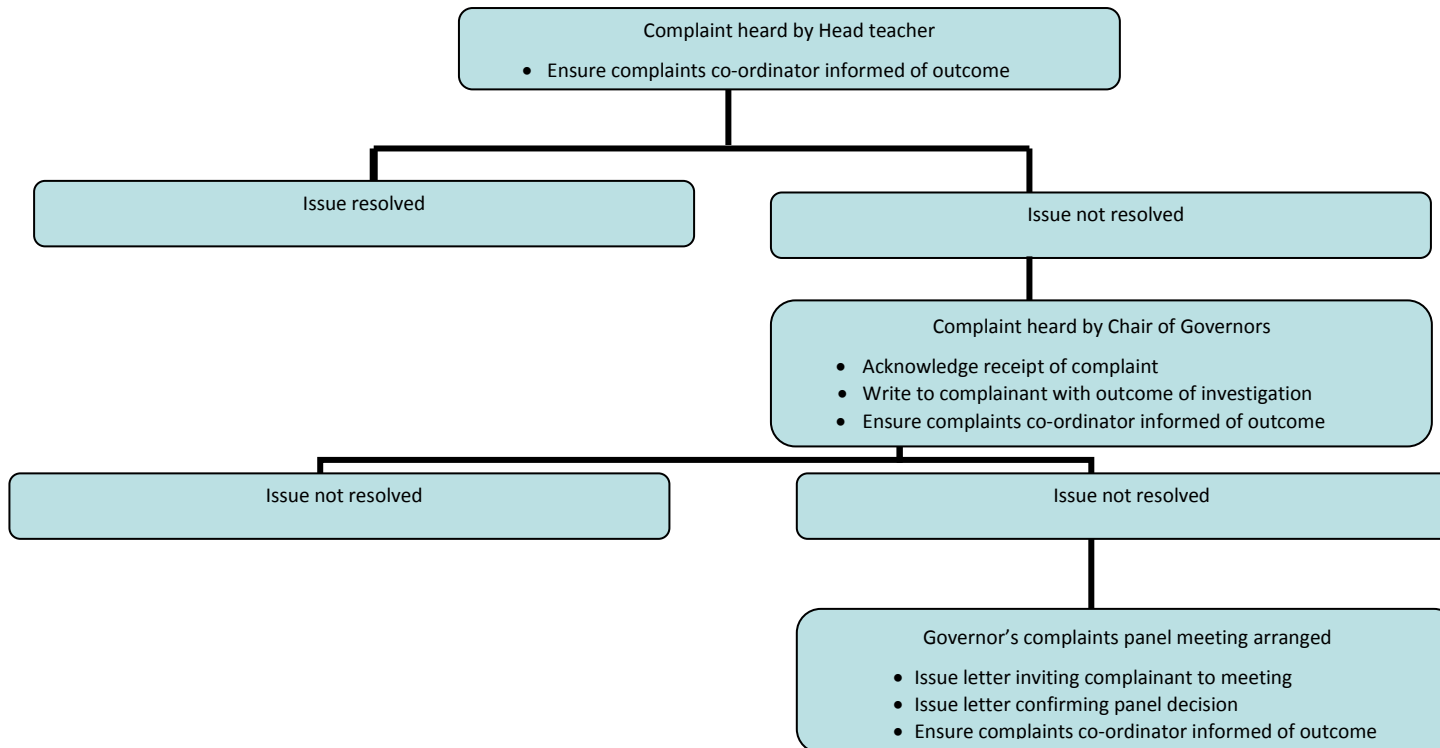 Complaint heard by Head teacher
• Ensure complaints co-ordinator informed of outcome
Issue resolved
Issue not resolved
Complaint heard by Chair of Governors
• Acknowledge receipt of complaint
• Write to complainant with outcome of investigation
• Ensure complaints co-ordinator informed of outcome
Issue not resolved
Issue not resolved
Governor’s complaints panel meeting arranged
• Issue letter inviting complainant to meeting
• Issue letter confirming panel decision
• Ensure complaints co-ordinator informed of outcome